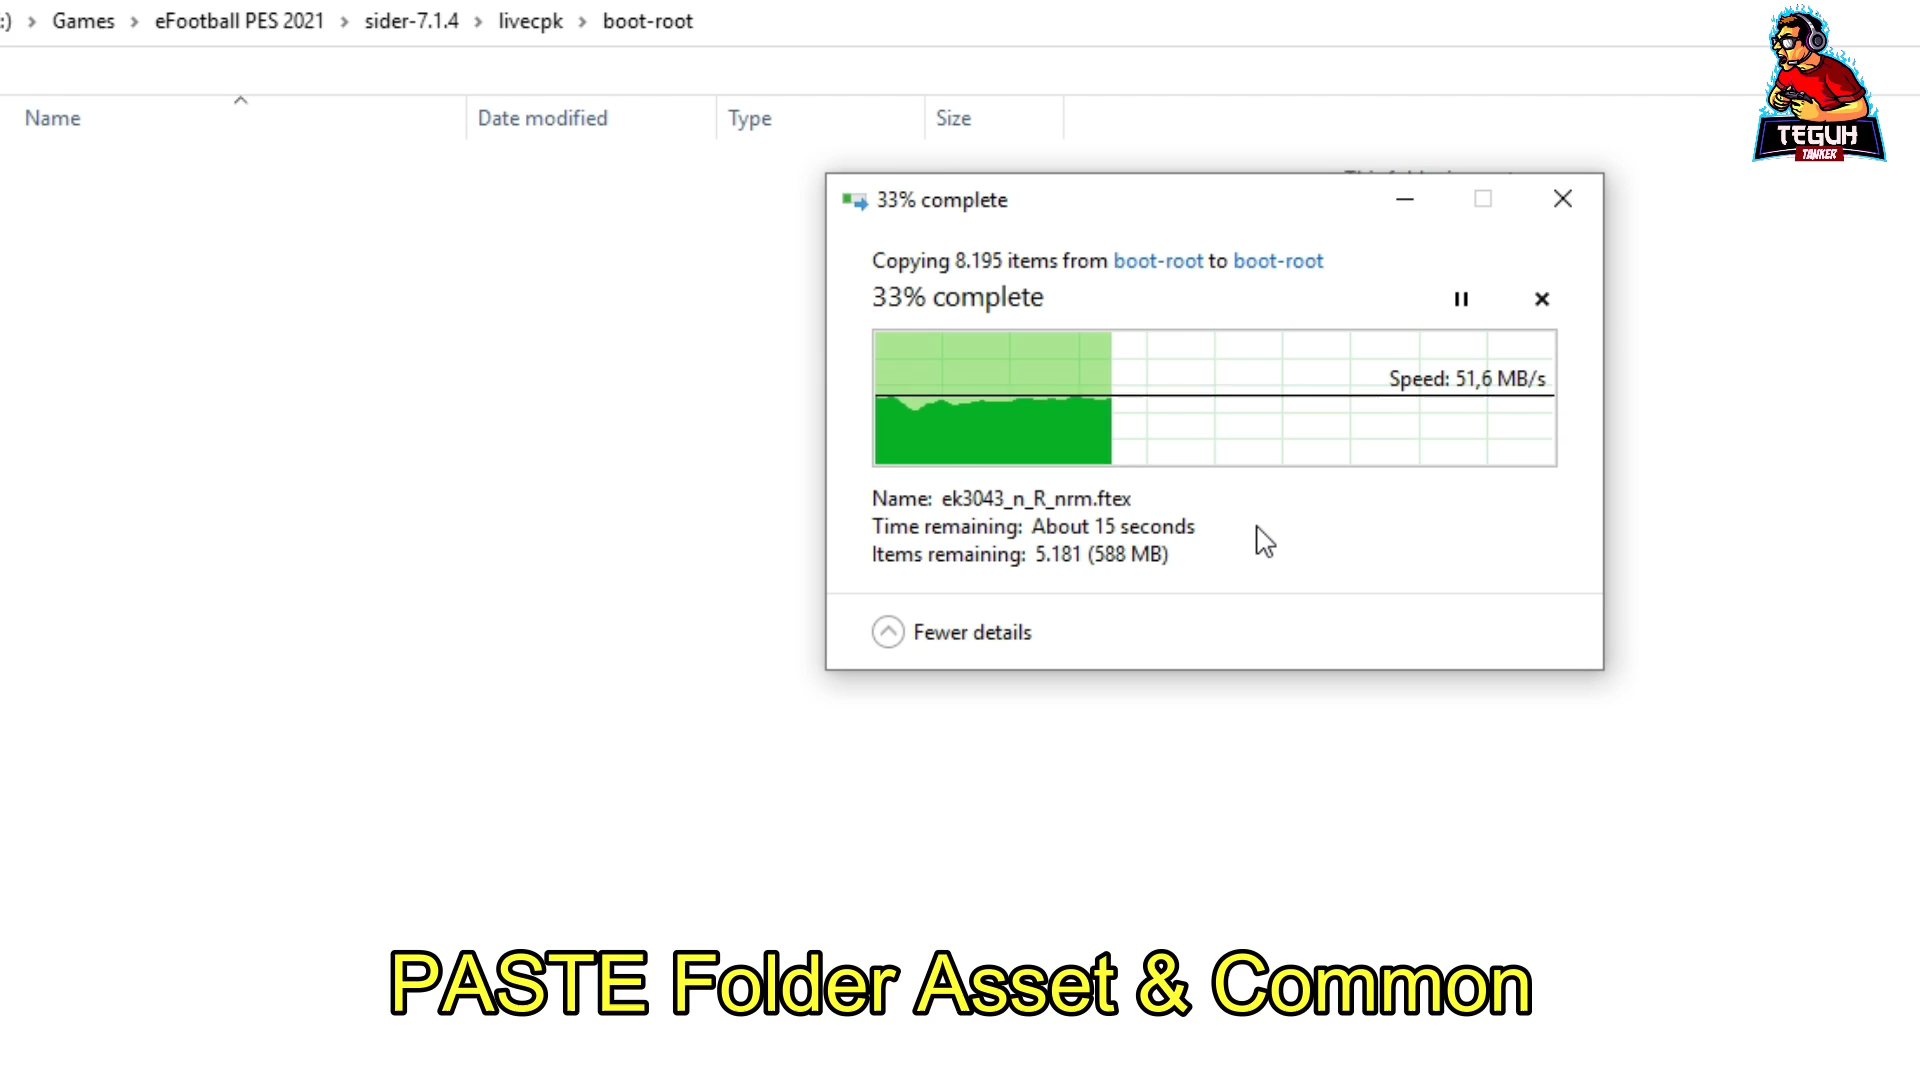 :) > Games > eFootball PES 2021 > sider-7.1.4 > livecpk > boot-root
Name Date modified Type Size
TEGUH
TANKER
33% complete
Copying 8.195 items from boot-root to boot-root
33% complete
Speed: 51,6 MB/s
Name: ek3043_n_R_nrm.ftex
Time remaining: About 15 seconds
Items remaining: 5.181 (588 MB)
Fewer details
PASTE Folder Asset & Common